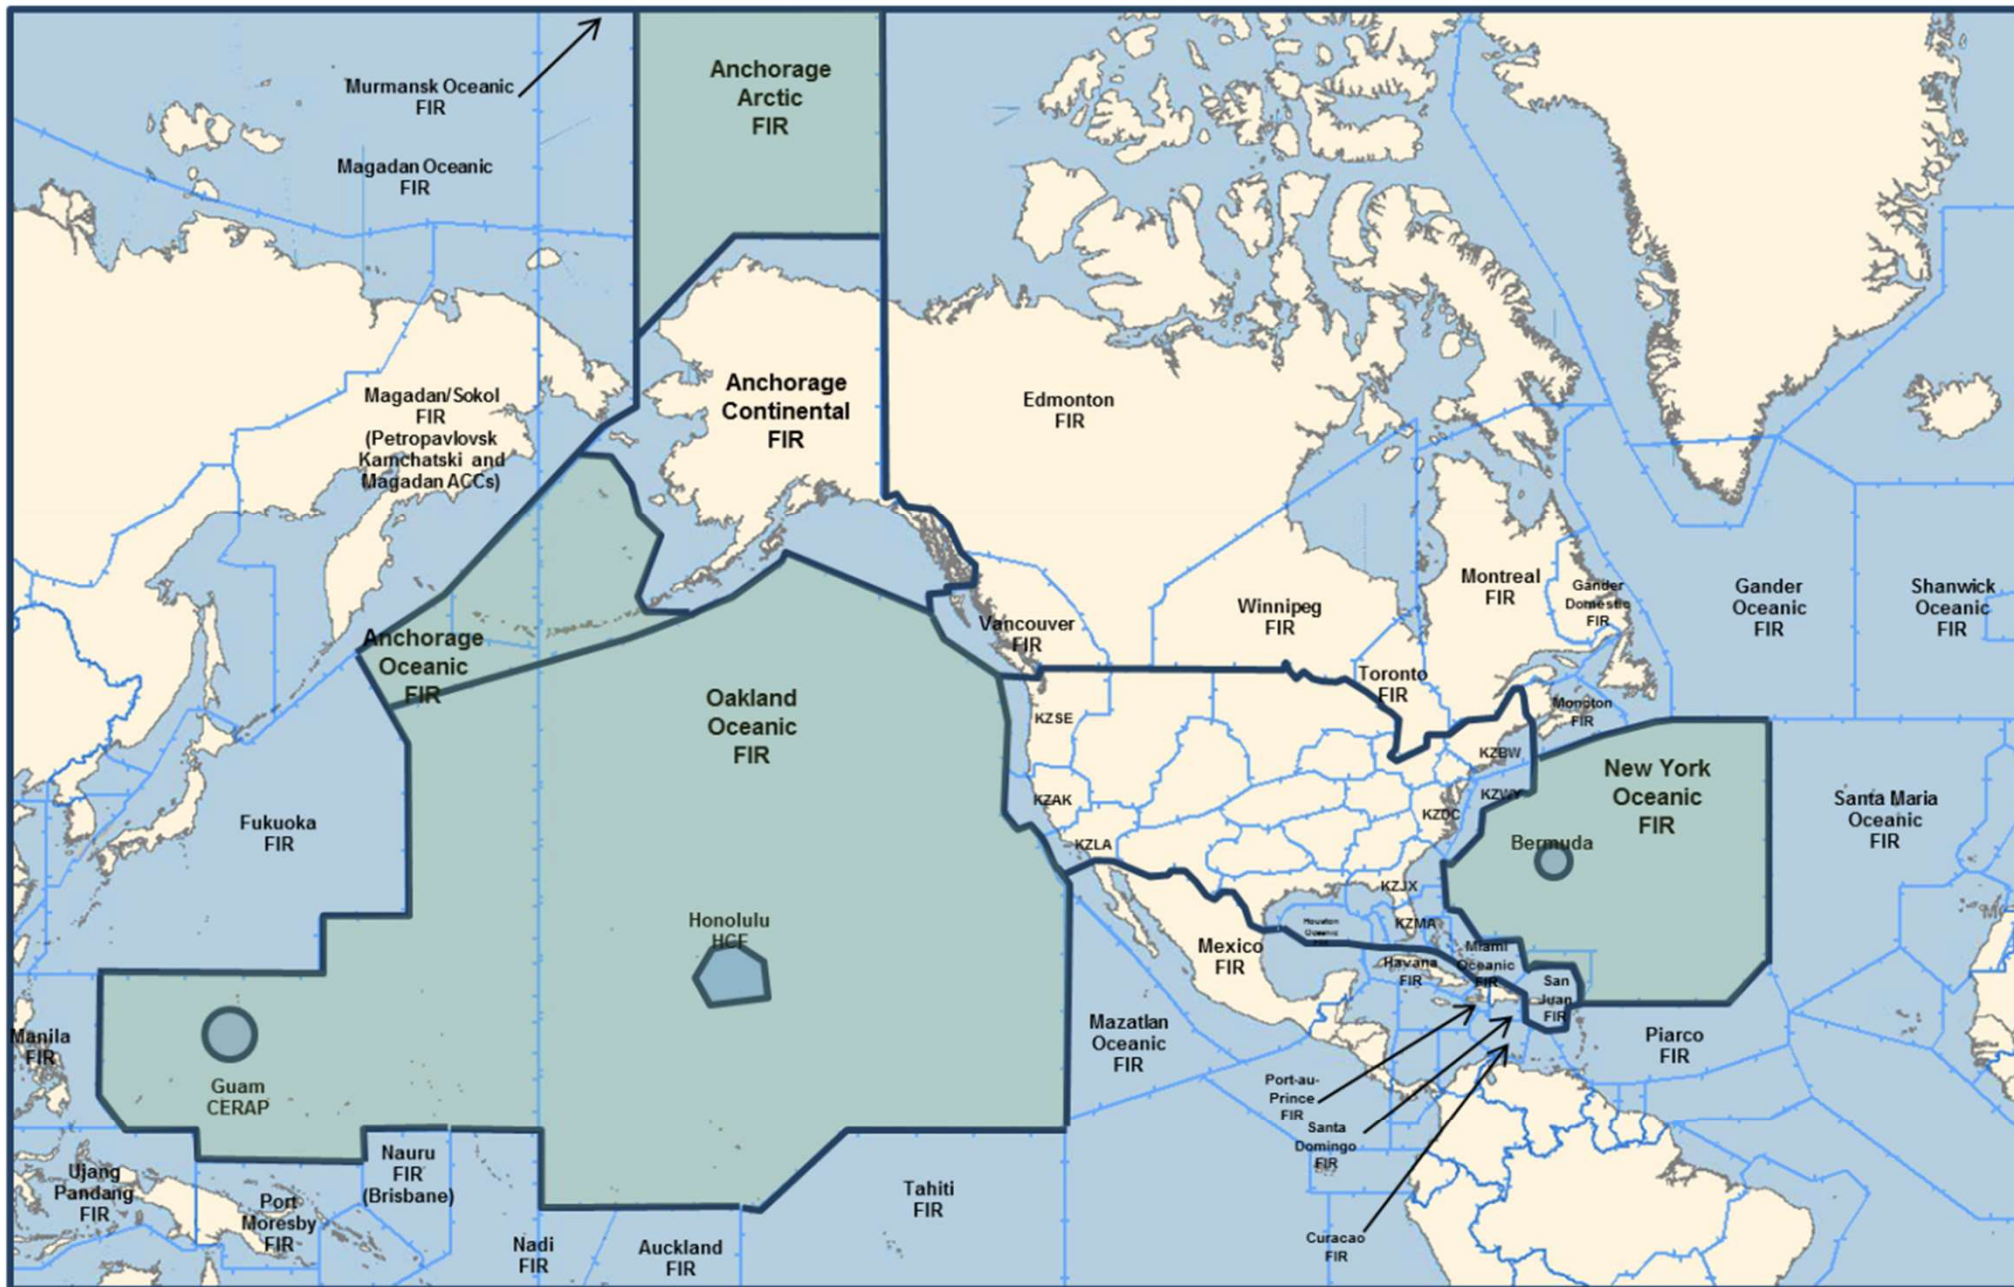 Anchorage
Arctic
FIR
Murmansk Oceanic
FIR
Magadan Oceanic
FIR
Magadan/Sokol
FIR
(Petropavlovsk
Kamchatski and
Magadan ACCs)
Anchorage
Continental
FIR
Edmonton
FIR
Anchorage
Oceanic
FIR
Oakland
Oceanic
FIR
Vancouver
FIR
Winnipeg
FIR
Toronto
FIR
Montreal
FIR
Gander
Domestic
FIR
Gander
Oceanic
FIR
Shanwick
Oceanic
FIR
Moncton
FIR
KZSE
KZAK
KZLA
KZBW
KZWY
KZDC
KZJX
KZMA
New York
Oceanic
FIR
Bermuda
Santa Maria
Oceanic
FIR
Fukuoka
FIR
Honolulu
HCF
Mexico
FIR
Houston
Oceanic
FIR
Havana
FIR
Miami
Oceanic
FIR
San
Juan
FIR
Manila
FIR
Guam
CERAP
Mazatlan
Oceanic
FIR
Piarco
FIR
Port-au-
Prince
FIR
Santa
Domingo
FIR
Curacao
FIR
Ujang
Pandang
FIR
Port
Moresby
FIR
Nauru
FIR
(Brisbane)
Nadi
FIR
Auckland
FIR
Tahiti
FIR